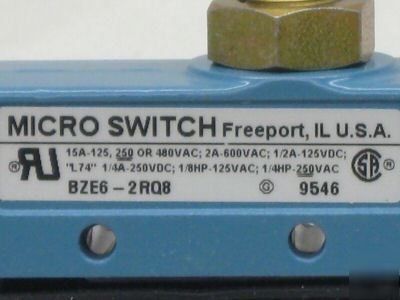 MICRO SWITCH Freeport, IL U.S.A.
15A-125, 250 OR 480VAC; 2A-600VAC; 1/2A-125VDC;
"L74" 1/4A-250VDC; 1/8HP-125VAC; 1/4HP-250VAC
BZE6-2RQ8 G 9546